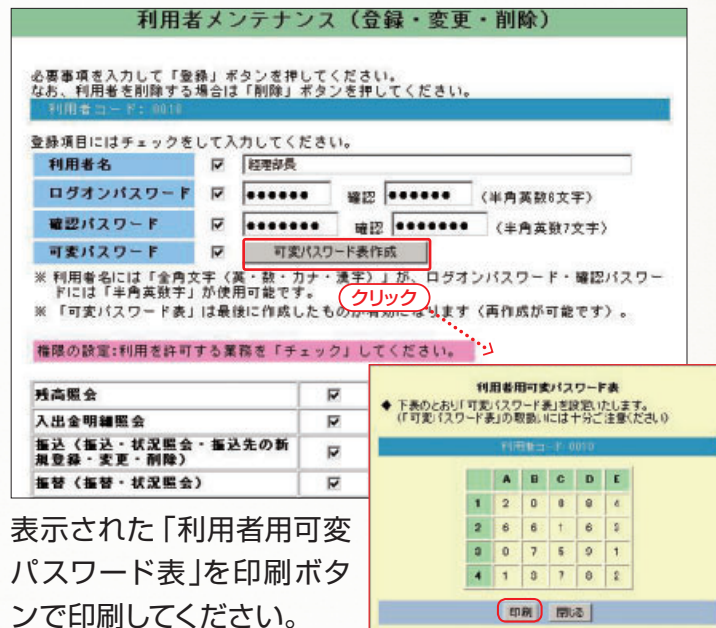 利用者メンテナンス（登録・変更・削除）
必要事項を入力して「登録」ボタンを押してください。
なお、利用者を削除する場合は「削除」ボタンを押してください。
利用者コード: 0010
登録項目にはチェックをして入力してください。
利用者名 経理部長
ログオンパスワード ●●●●●● 確認 ●●●●●● （半角英数6文字）
確認パスワード ●●●●●●● 確認 ●●●●●●● （半角英数7文字）
可変パスワード 可変パスワード表作成
※ 利用者名には「全角文字（英・数・カナ・漢字）」が、ログオンパスワード・確認パスワー
ドには「半角英数字」が使用可能です。
クリック
※ 「可変パスワード表」は最後に作成したものが有効になります（再作成が可能です）。
権限の設定:利用を許可する業務を「チェック」してください。
残高照会
入出金明細照会
振込（振込・状況照会・振込先の新
規登録・変更・削除）
振替（振替・状況照会）
利用者用可変パスワード表
◆ 下表のとおり「可変パスワード表」を設定いたします。
（「可変パスワード表」の取扱いには十分ご注意ください）
利用者コード: 0010
A B C D E
1 2 0
2 6 6 1 6
3 0 7 5 9 1
4 1 3 7
印刷 閉じる
表示された「利用者用可変
パスワード表」を印刷ボタ
ンで印刷してください。